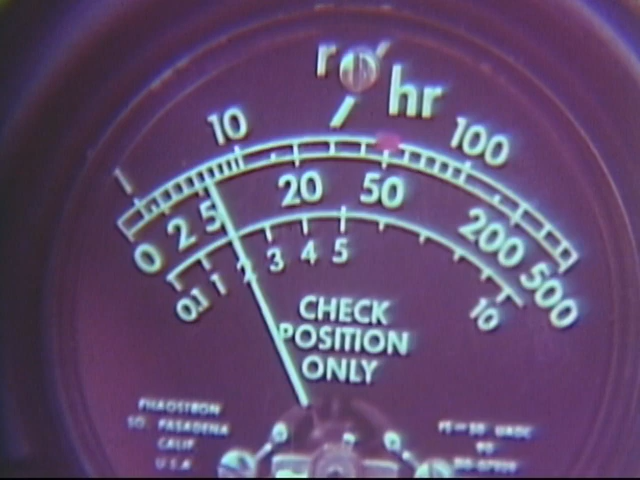 r / hr
1 10 100
0 2 5 20 50 200 500
0.1 1 2 3 4 5 10
CHECK
POSITION
ONLY
PHAOSTRON
SO. PASADENA
CALIF
U.S.A